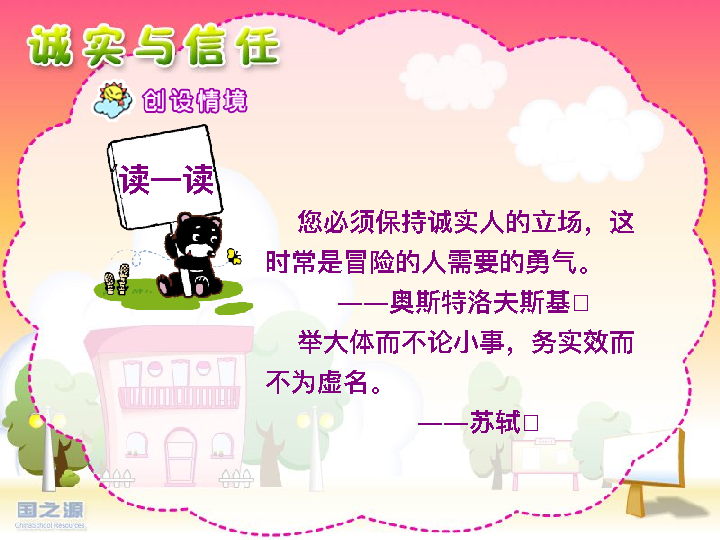 诚实与信任
创设情境
读一读
您必须保持诚实人的立场，这
时常是冒险的人需要的勇气。
——奥斯特洛夫斯基
举大体而不论小事，务实效而
不为虚名。
——苏轼
国之源
ChinaSchool Resources